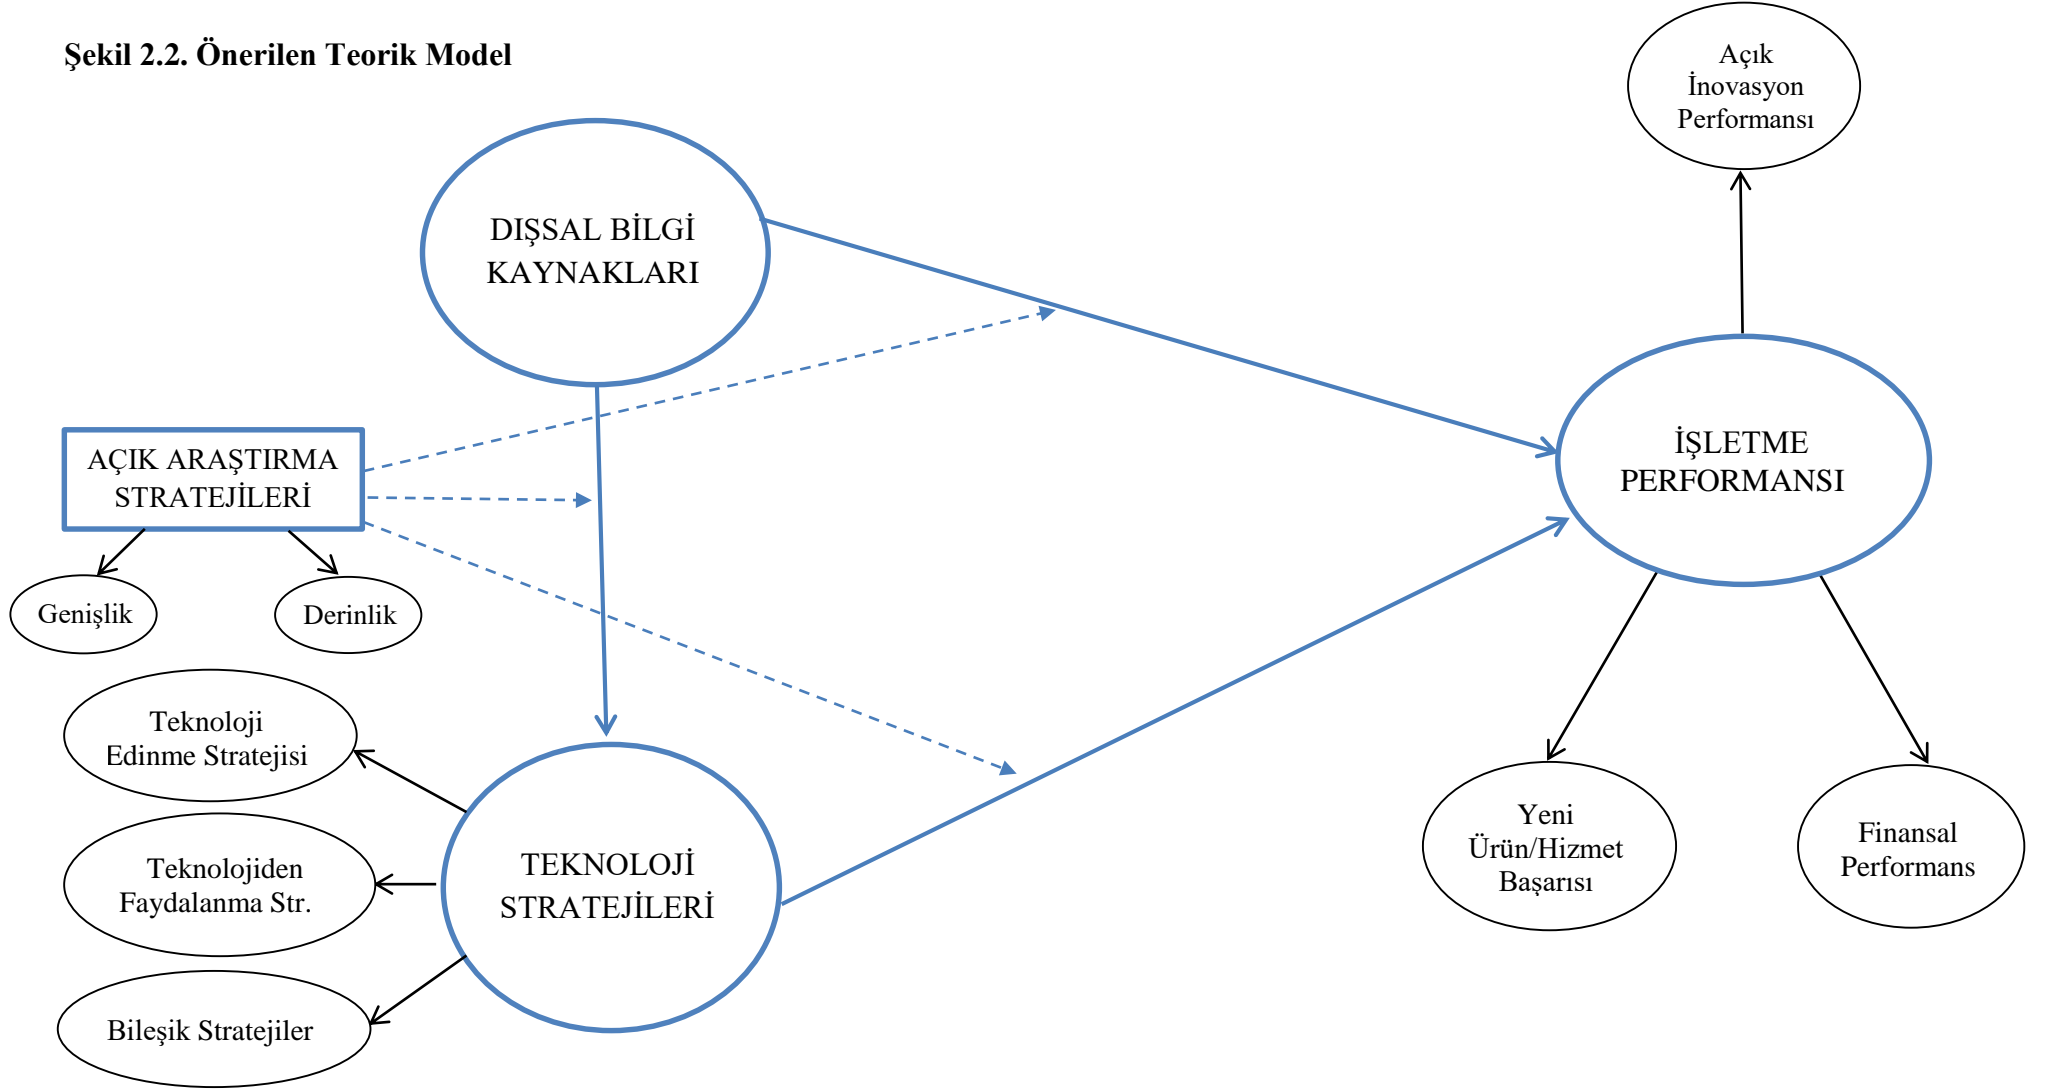 Şekil 2.2. Önerilen Teorik Model
Açık
İnovasyon
Performansı
DIŞSAL BİLGİ
KAYNAKLARI
AÇIK ARAŞTIRMA
STRATEJİLERİ
İŞLETME
PERFORMANSI
Genişlik
Derinlik
Teknoloji
Edinme Stratejisi
Teknolojiden
Faydalanma Str.
Bileşik Stratejiler
TEKNOLOJİ
STRATEJİLERİ
Yeni
Ürün/Hizmet
Başarısı
Finansal
Performans